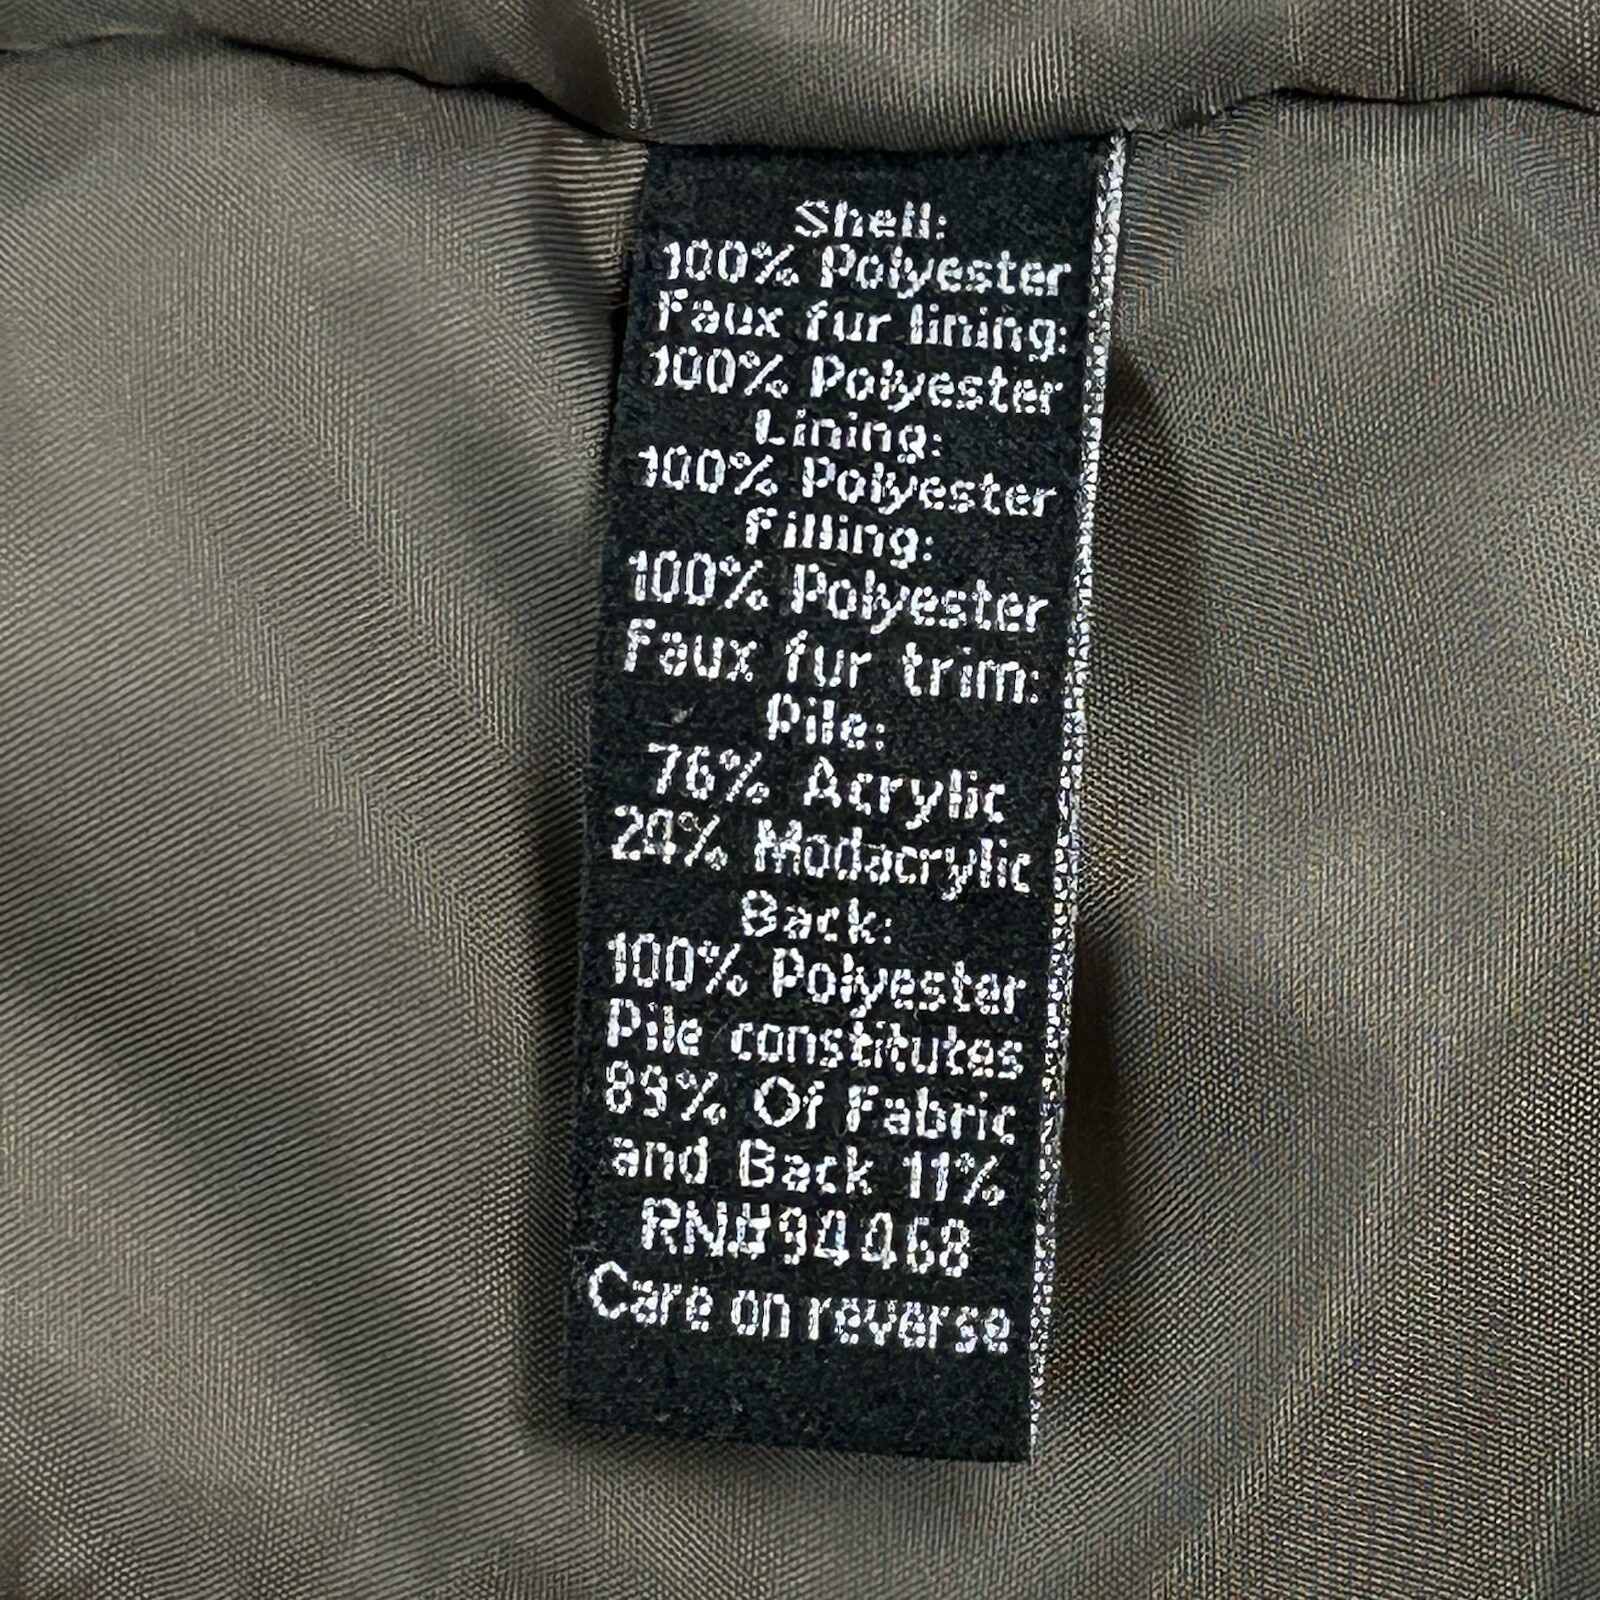 Shell:
100% Polyester
Faux fur lining:
100% Polyester
Lining:
100% Polyester
Filling:
100% Polyester
Faux fur trim:
Pile:
76% Acrylic
24% Modacrylic
Back:
100% Polyester
Pile constitutes
89% Of Fabric
and Back 11%
RN#94468
Care on reverse